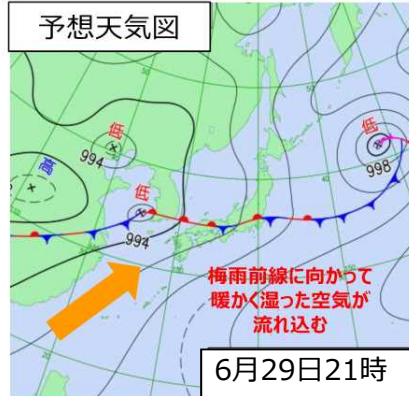 予想天気図
低
994
高
低
994
低
998
梅雨前線に向かって
暖かく湿った空気が
流れ込む
6月29日21時